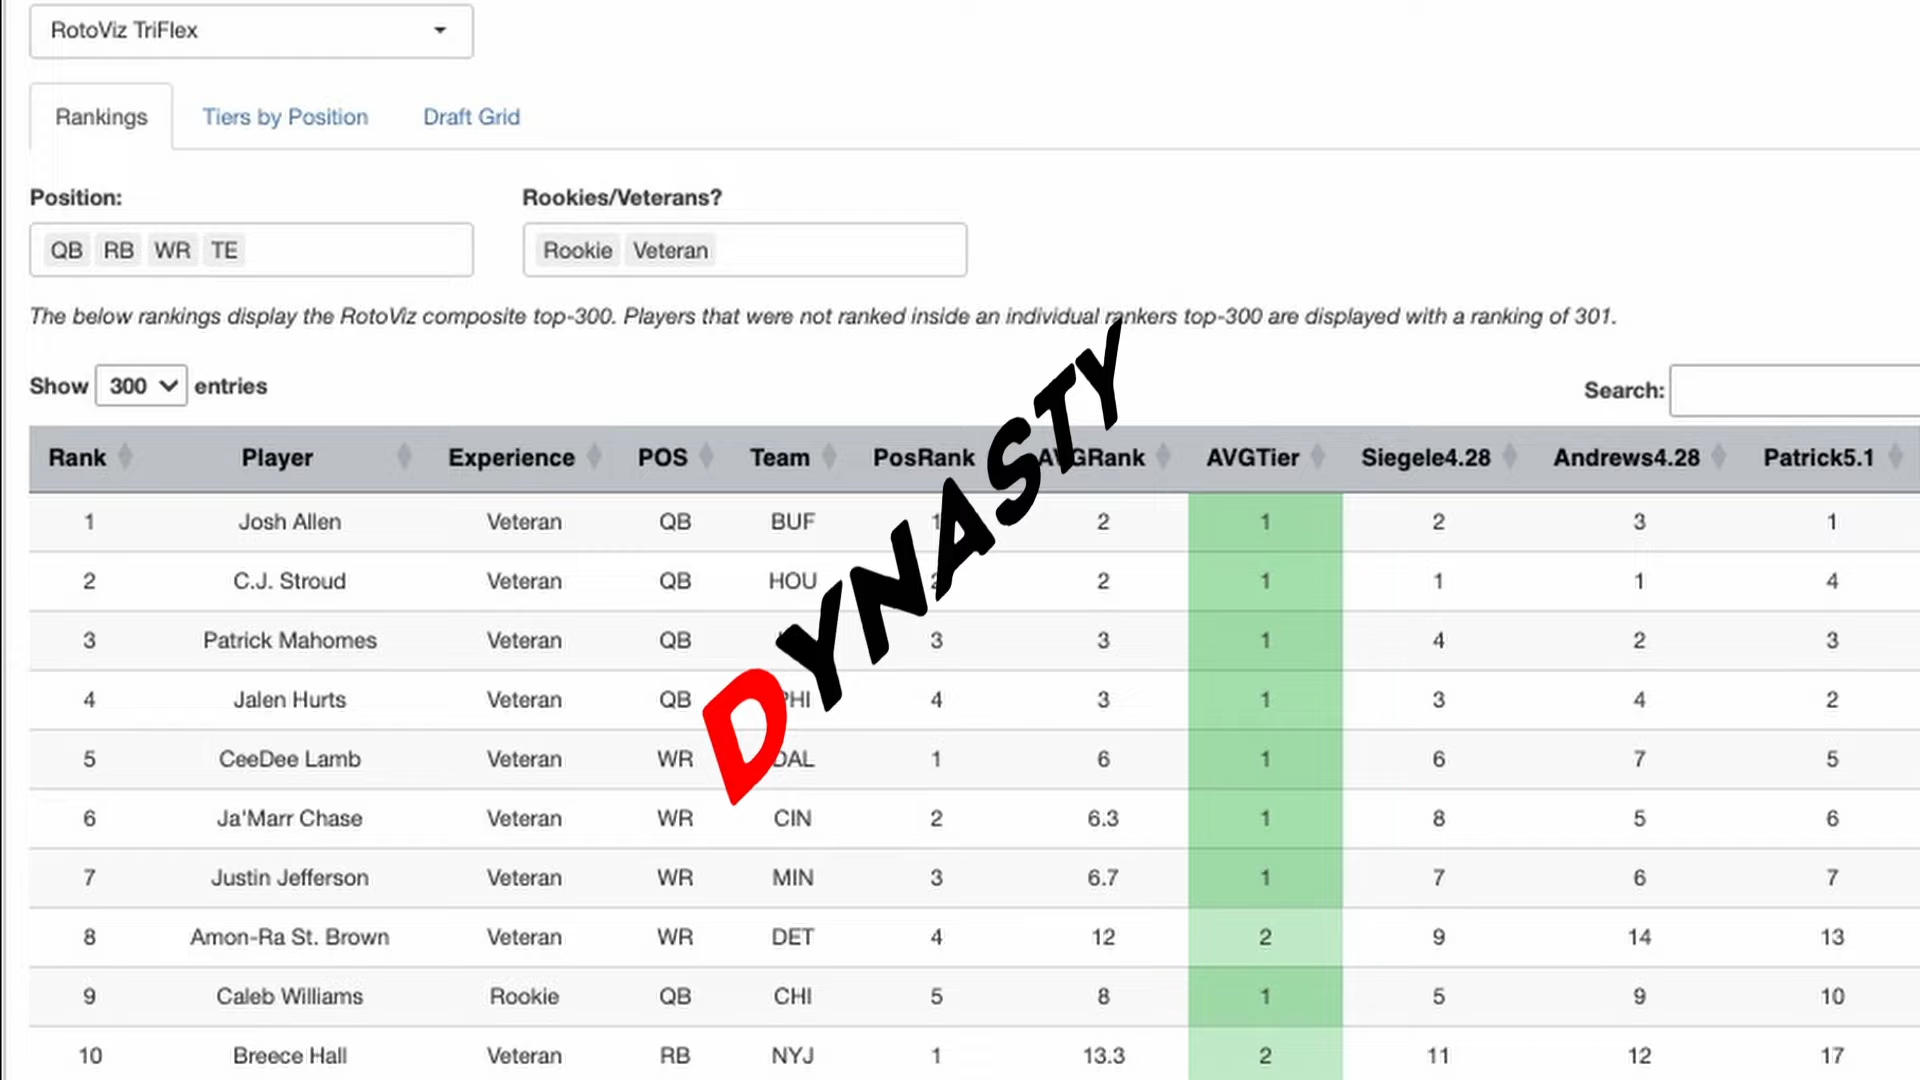 RotoViz TriFlex
Rankings Tiers by Position Draft Grid
Position: Rookies/Veterans?
QB RB WR TE Rookie Veteran
The below rankings display the RotoViz composite top-300. Players that were not ranked inside an individual rankers top-300 are displayed with a ranking of 301.
Show 300 entries Search:
Rank Player Experience POS Team PosRank AVGRank AVGTier Siegele4.28 Andrews4.28 Patrick5.1
1 Josh Allen Veteran QB BUF 1 2 1 2 3 1
2 C.J. Stroud Veteran QB HOU 2 2 1 1 1 4
3 Patrick Mahomes Veteran QB 3 3 1 4 2 3
4 Jalen Hurts Veteran QB PHI 4 3 1 3 4 2
5 CeeDee Lamb Veteran WR DAL 1 6 1 6 7 5
6 Ja'Marr Chase Veteran WR CIN 2 6.3 1 8 5 6
7 Justin Jefferson Veteran WR MIN 3 6.7 1 7 6 7
8 Amon-Ra St. Brown Veteran WR DET 4 12 2 9 14 13
9 Caleb Williams Rookie QB CHI 5 8 1 5 9 10
10 Breece Hall Veteran RB NYJ 1 13.3 2 11 12 17
DYNASTY